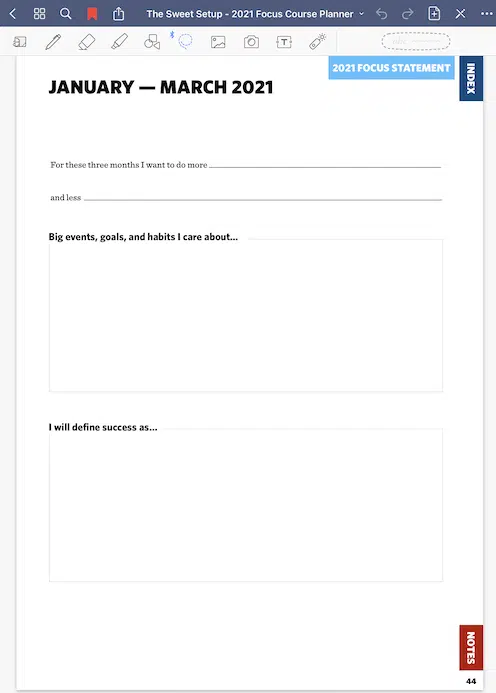 The Sweet Setup - 2021 Focus Course Planner
2021 FOCUS STATEMENT
INDEX
JANUARY — MARCH 2021
For these three months I want to do more
and less
Big events, goals, and habits I care about...
I will define success as...
NOTES
44